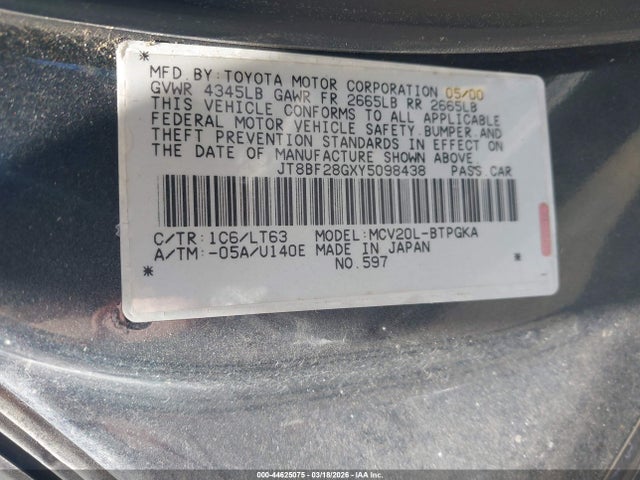 MFD.BY:TOYOTA MOTOR CORPORATION 05/00
GVWR 4345LB GAWR FR 2665LB RR 2665LB
THIS VEHICLE CONFORMS TO ALL APPLICABLE
FEDERAL MOTOR VEHICLE SAFETY,BUMPER,AND
THEFT PREVENTION STANDARDS IN EFFECT ON
THE DATE OF MANUFACTURE SHOWN ABOVE.
JT8BF28GXY5098438 PASS.CAR
C/TR:1C6/LT63 MODEL:MCV20L-BTPGKA
A/TM:-05A/U140E MADE IN JAPAN
* NO.597 *
000-44625075 | 03/18/2026 - IAAI.COM